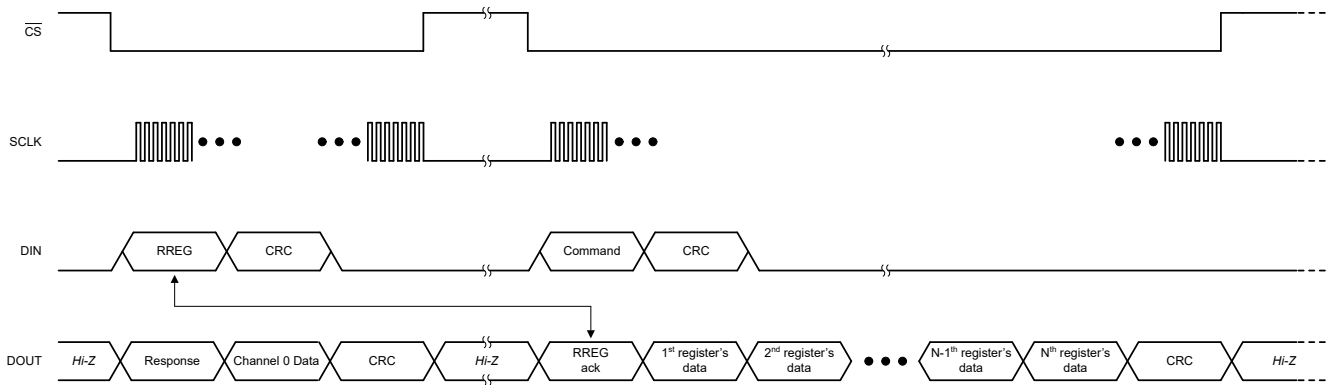 CS
SCLK
DIN
RREG
CRC
Command
CRC
DOUT
Hi-Z
Response
Channel 0 Data
CRC
Hi-Z
RREG
ack
1st register's
data
2nd register's
data
N-1th register's
data
Nth register's
data
CRC
Hi-Z